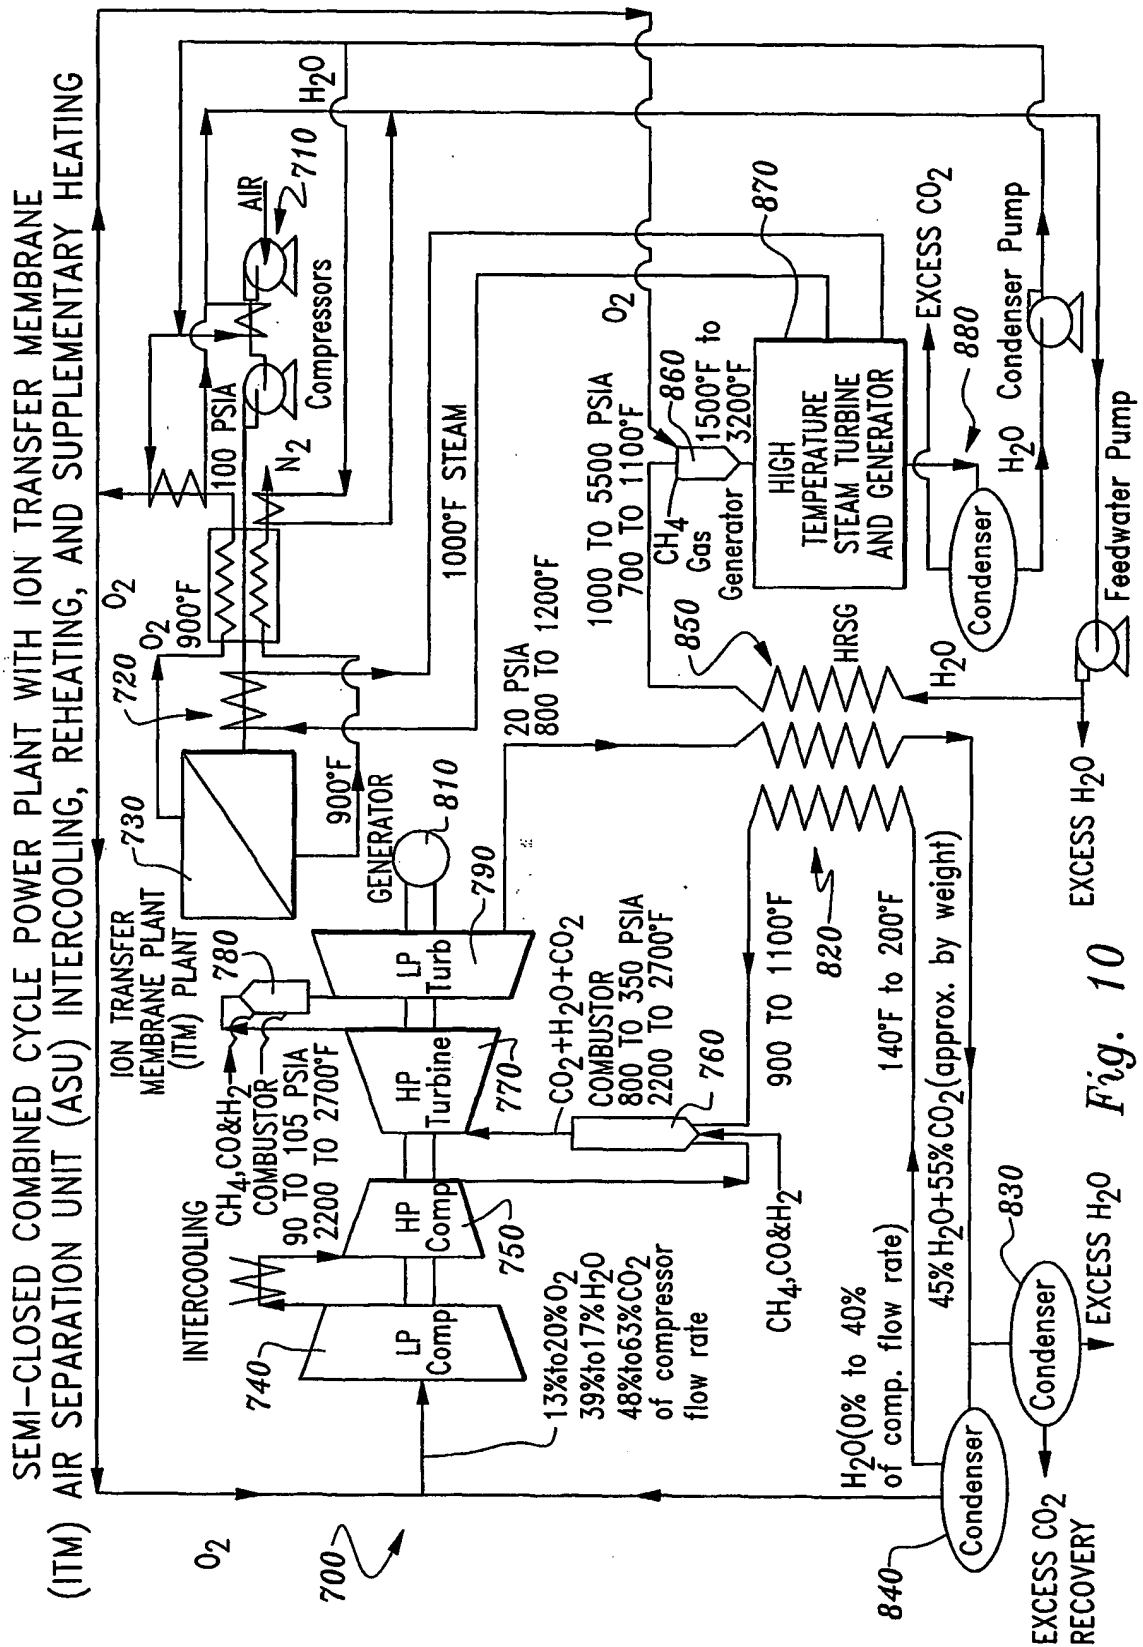 SEMI-CLOSED COMBINED CYCLE POWER PLANT WITH ION TRANSFER MEMBRANE
(ITM) AIR SEPARATION UNIT (ASU) INTERCOOLING, REHEATING, AND SUPPLEMENTARY HEATING
O2
O2
O2
900°F
100 PSIA
N2
AIR
710
H2O
Compressors
720
730
ION TRANSFER
MEMBRANE PLANT
(ITM) PLANT
900°F
1000°F STEAM
INTERCOOLING
CH4,CO&H2
COMBUSTOR
90 TO 105 PSIA
2200 TO 2700°F
780
GENERATOR
810
740
LP
Comp
HP
Comp
750
HP
Turbine
770
LP
Turb
790
20 PSIA
800 TO 1200°F
700
13%to20%O2
39%to17%H2O
48%to63%CO2
of compressor
flow rate
CO2+H2O+CO2
COMBUSTOR
800 TO 350 PSIA
2200 TO 2700°F
760
CH4,CO&H2
900 TO 1100°F
820
850
HRSG
H2O
1000 TO 5500 PSIA
700 TO 1100°F
O2
CH4
Gas
Generator
860
1500°F to
3200°F
870
HIGH
TEMPERATURE
STEAM TURBINE
AND GENERATOR
EXCESS CO2
880
Condenser
H2O Condenser Pump
Feedwater Pump
EXCESS H2O
140°F to 200°F
H2O(0% to 40%
of comp. flow rate)
45%H2O+55%CO2(approx. by weight)
840
Condenser
830
Condenser
EXCESS H2O
EXCESS CO2
RECOVERY
Fig. 10